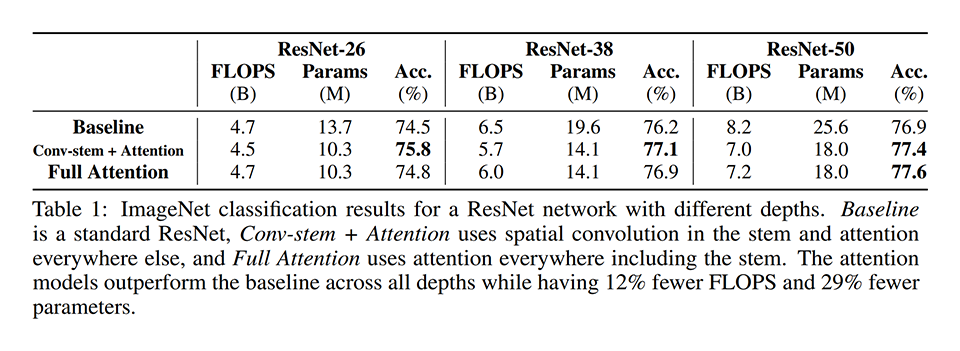 ResNet-26 ResNet-38 ResNet-50
FLOPS Params Acc. FLOPS Params Acc. FLOPS Params Acc.
(B) (M) (%) (B) (M) (%) (B) (M) (%)
Baseline 4.7 13.7 74.5 6.5 19.6 76.2 8.2 25.6 76.9
Conv-stem + Attention 4.5 10.3 75.8 5.7 14.1 77.1 7.0 18.0 77.4
Full Attention 4.7 10.3 74.8 6.0 14.1 76.9 7.2 18.0 77.6
Table 1: ImageNet classification results for a ResNet network with different depths. Baseline
is a standard ResNet, Conv-stem + Attention uses spatial convolution in the stem and attention
everywhere else, and Full Attention uses attention everywhere including the stem. The attention
models outperform the baseline across all depths while having 12% fewer FLOPS and 29% fewer
parameters.